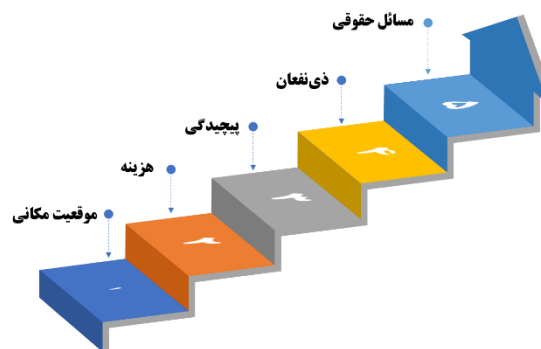 مسائل حقوقی
ذی‌نفعان
پیچیدگی
هزینه
موقعیت مکانی
۵
۴
۳
۲
۱